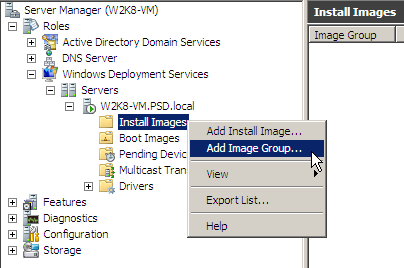 Server Manager (W2K8-VM)
Roles
Active Directory Domain Services
DNS Server
Windows Deployment Services
Servers
W2K8-VM.PSD.local
Install Images
Boot Images
Pending Devic
Multicast Tran
Drivers
Features
Diagnostics
Configuration
Storage
Add Install Image...
Add Image Group...
View
Export List...
Help
Install Images
Image Group